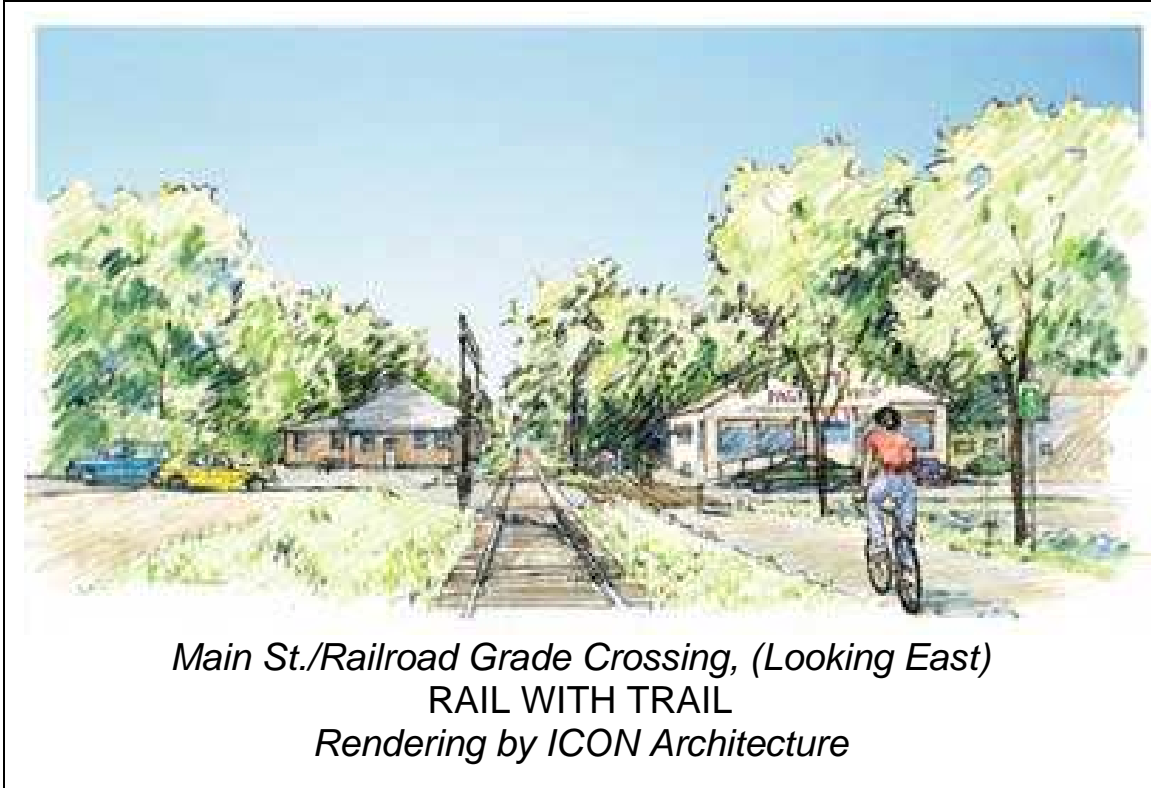 Main St./Railroad Grade Crossing, (Looking East)
RAIL WITH TRAIL
Rendering by ICON Architecture